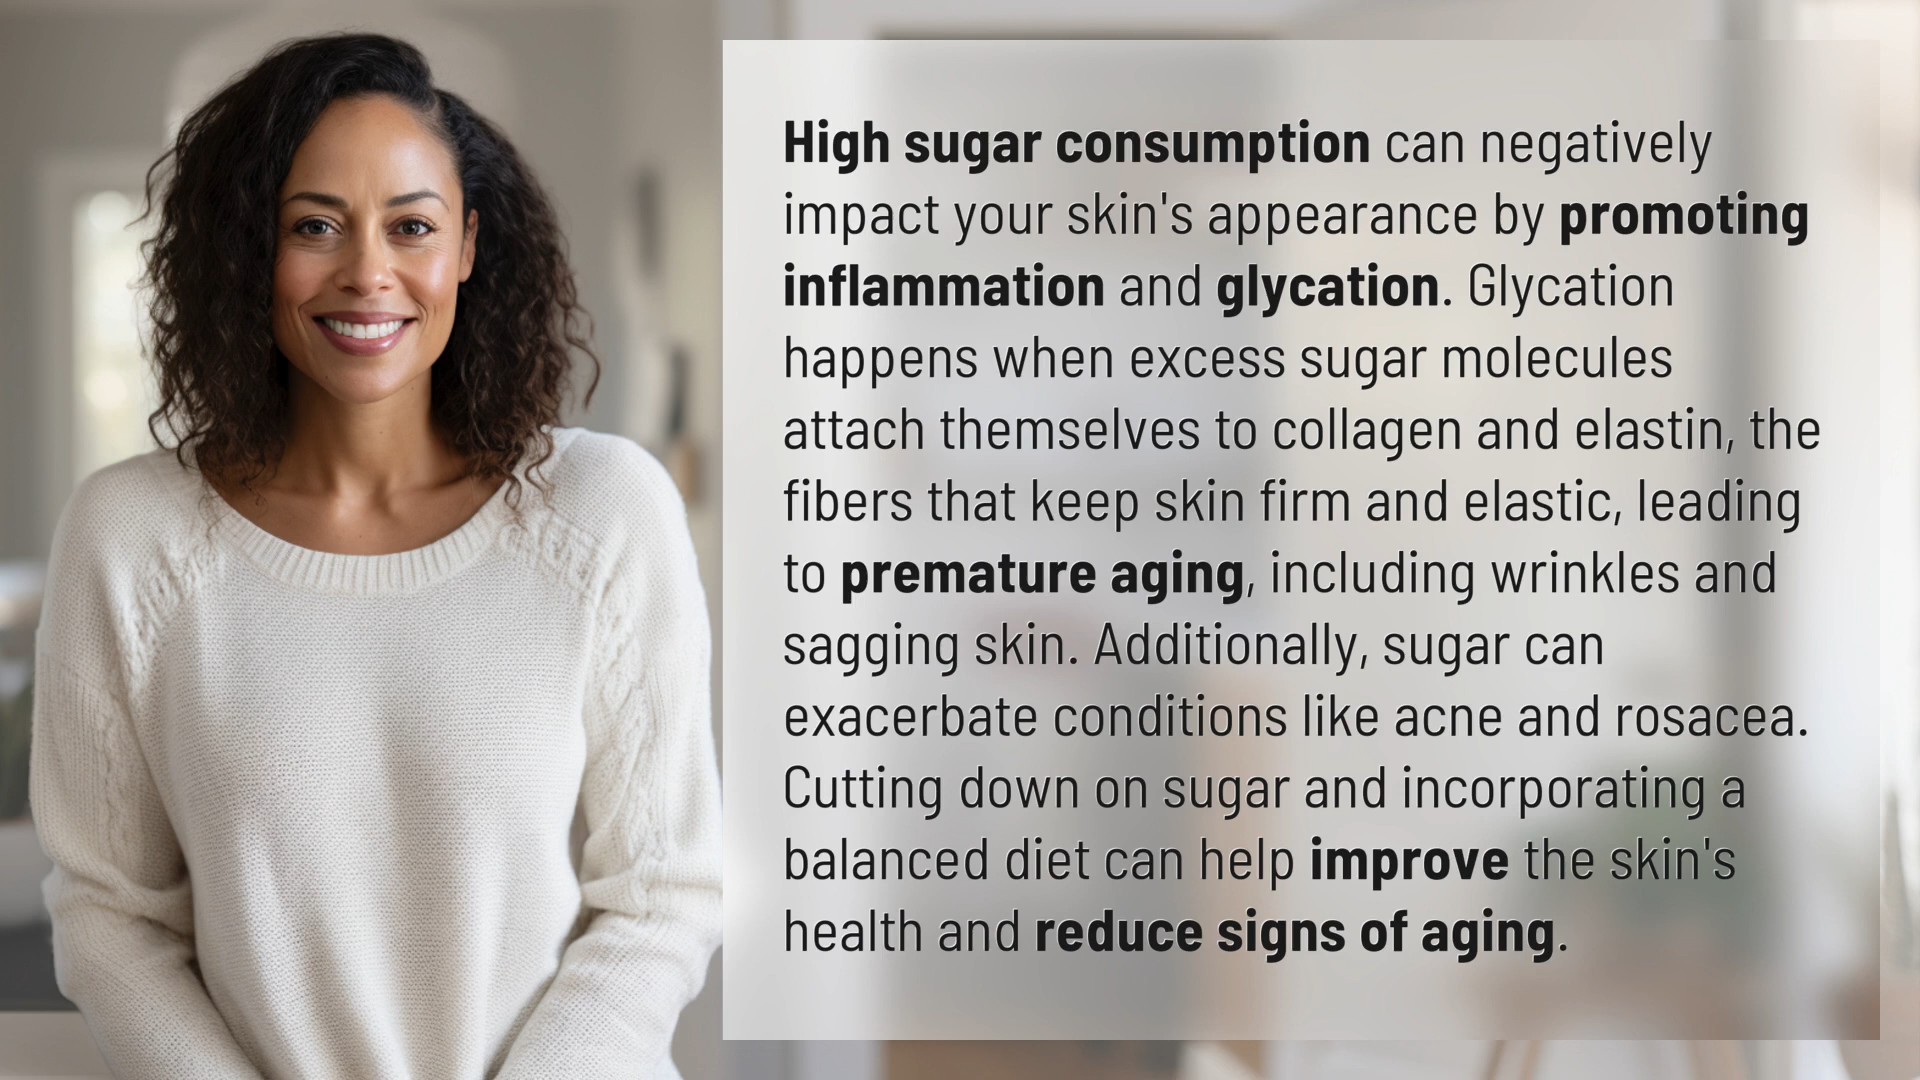 High sugar consumption can negatively
impact your skin's appearance by promoting
inflammation and glycation. Glycation
happens when excess sugar molecules
attach themselves to collagen and elastin, the
fibers that keep skin firm and elastic, leading
to premature aging, including wrinkles and
sagging skin. Additionally, sugar can
exacerbate conditions like acne and rosacea.
Cutting down on sugar and incorporating a
balanced diet can help improve the skin's
health and reduce signs of aging.